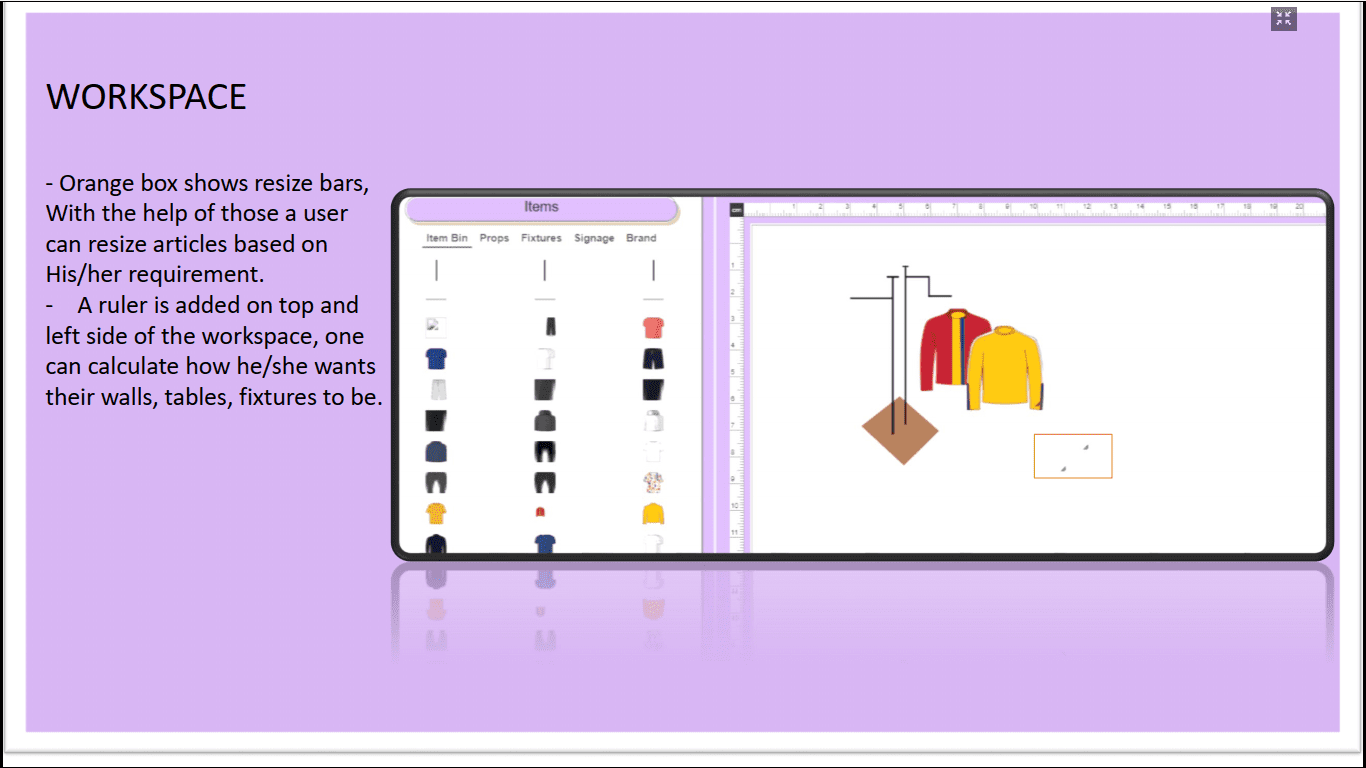 WORKSPACE
- Orange box shows resize bars,
With the help of those a user
can resize articles based on
His/her requirement.
- A ruler is added on top and
left side of the workspace, one
can calculate how he/she wants
their walls, tables, fixtures to be.
Items
Item Bin Props Fixtures Signage Brand
cm 1 2 3 4 5 6 7 8 9 10 11 12 13 14 15 16 17 18 19 20
1
2
3
4
5
6
7
8
9
10
11